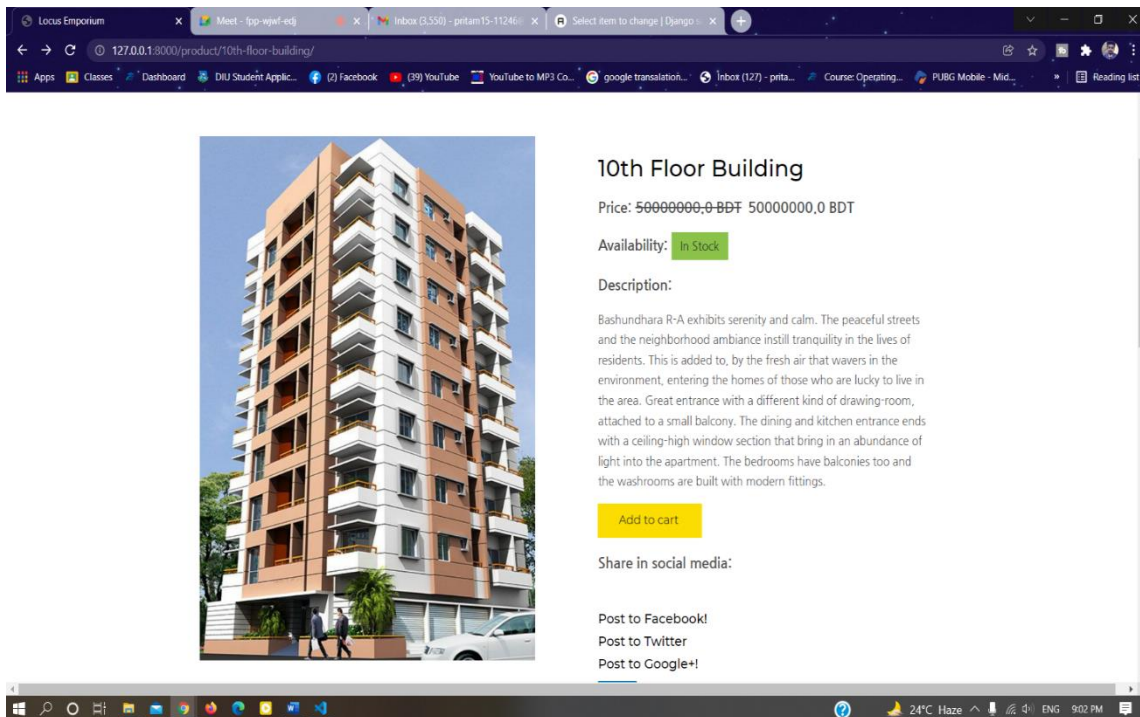 Locus Emporium
Meet - fpp-wjwf-edj
Inbox (3,550) - pritam15-11246
Select item to change | Django s
127.0.0.1:8000/product/10th-floor-building/
Apps Classes Dashboard DIU Student Applic... (2) Facebook (39) YouTube YouTube to MP3 Co... google transalation... Inbox (127) - prita... Course: Operating... PUBG Mobile - Mid... » Reading list
10th Floor Building
Price: 50000000,0 BDT 50000000,0 BDT
Availability: In Stock
Description:
Bashundhara R-A exhibits serenity and calm. The peaceful streets
and the neighborhood ambiance instill tranquility in the lives of
residents. This is added to, by the fresh air that wavers in the
environment, entering the homes of those who are lucky to live in
the area. Great entrance with a different kind of drawing-room,
attached to a small balcony. The dining and kitchen entrance ends
with a ceiling-high window section that bring in an abundance of
light into the apartment. The bedrooms have balconies too and
the washrooms are built with modern fittings.
Add to cart
Share in social media:
Post to Facebook!
Post to Twitter
Post to Google+!
24°C Haze ENG 9:02 PM